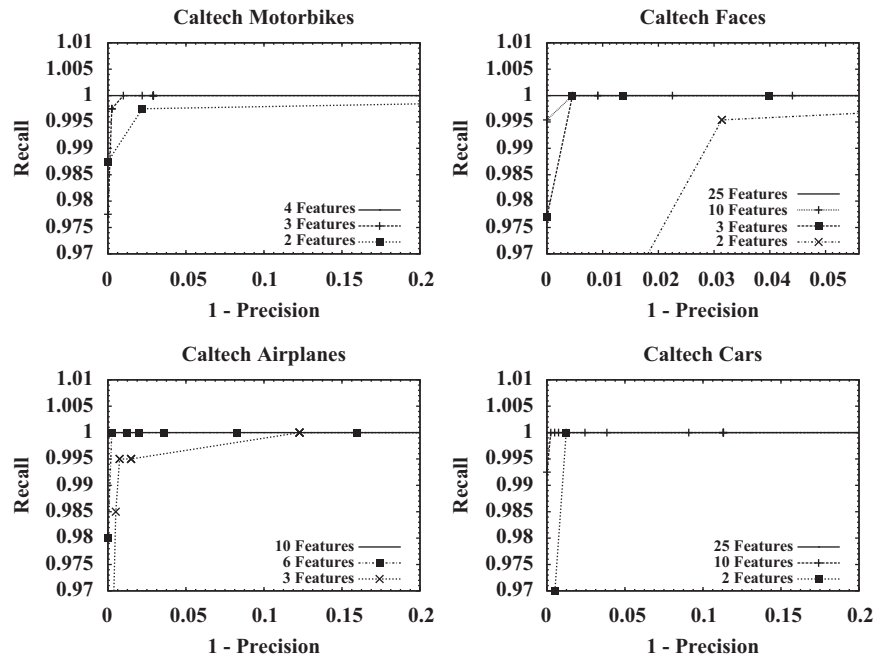 Caltech Motorbikes
1.01
1.005
1
0.995
0.99
0.985
0.98
0.975
0.97
Recall
4 Features
3 Features
2 Features
0 0.05 0.1 0.15 0.2
1 - Precision
Caltech Faces
1.01
1.005
1
0.995
0.99
0.985
0.98
0.975
0.97
Recall
25 Features
10 Features
3 Features
2 Features
0 0.01 0.02 0.03 0.04 0.05
1 - Precision
Caltech Airplanes
1.01
1.005
1
0.995
0.99
0.985
0.98
0.975
0.97
Recall
10 Features
6 Features
3 Features
0 0.05 0.1 0.15 0.2
1 - Precision
Caltech Cars
1.01
1.005
1
0.995
0.99
0.985
0.98
0.975
0.97
Recall
25 Features
10 Features
2 Features
0 0.05 0.1 0.15 0.2
1 - Precision